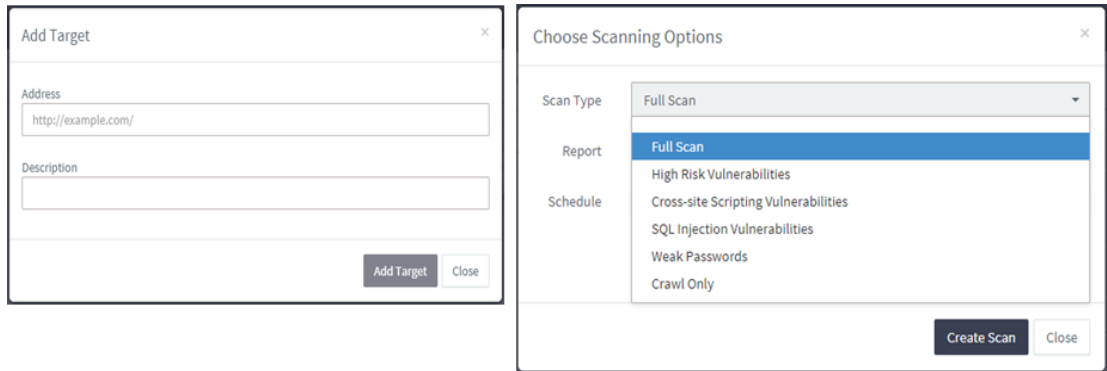 Add Target
×
Address
http://example.com/
Description
Add Target
Close
Choose Scanning Options
×
Scan Type
Full Scan
Full Scan
Report
High Risk Vulnerabilities
Schedule
Cross-site Scripting Vulnerabilities
SQL Injection Vulnerabilities
Weak Passwords
Crawl Only
Create Scan
Close